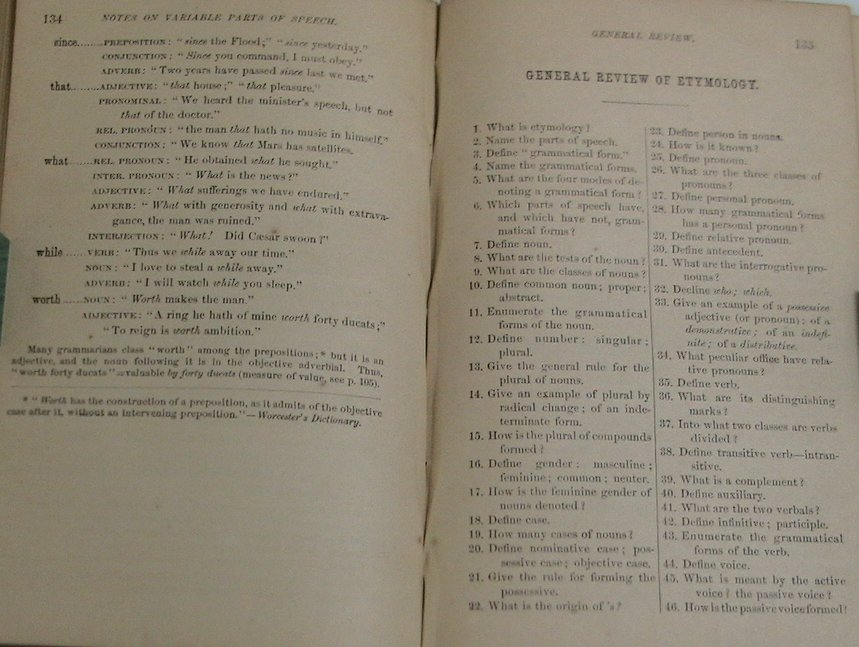 134 NOTES ON VARIABLE PARTS OF SPEECH.
since........PREPOSITION: "since the Flood;" "since yesterday."
CONJUNCTION: "Since you command, I must obey."
ADVERB: "Two years have passed since last we met."
that........ADJECTIVE: "that house;" "that pleasure."
PRONOMINAL: "We heard the minister's speech, but not
that of the doctor."
REL. PRONOUN: "the man that hath no music in himself."
CONJUNCTION: "We know that Mars has satellites.
what......REL. PRONOUN: "He obtained what he sought."
INTER. PRONOUN: "What is the news?"
ADJECTIVE: "What sufferings we have endured."
ADVERB: "What with generosity and what with extrava-
gance, the man was ruined."
INTERJECTION: "What! Did Cæsar swoon?"
while......VERB: "Thus we while away our time."
NOUN: "I love to steal a while away."
ADVERB: "I will watch while you sleep."
worth......NOUN: "Worth makes the man."
ADJECTIVE: "A ring he hath of mine worth forty ducats;"
"To reign is worth ambition."
Many grammarians class "worth" among the prepositions;* but it is an
adjective, and the noun following it is in the objective adverbial. Thus,
"worth forty ducats"=valuable by forty ducats (measure of value, see p. 105).
* "Worth has the construction of a preposition, as it admits of the objective
case after it, without an intervening preposition."—Worcester's Dictionary.
GENERAL REVIEW. 135
GENERAL REVIEW OF ETYMOLOGY.
1. What is etymology?
2. Name the parts of speech.
3. Define "grammatical form."
4. Name the grammatical forms.
5. What are the four modes of de-
noting a grammatical form?
6. Which parts of speech have,
and which have not, gram-
matical forms?
7. Define noun.
8. What are the tests of the noun?
9. What are the classes of nouns?
10. Define common noun; proper;
abstract.
11. Enumerate the grammatical
forms of the noun.
12. Define number: singular;
plural.
13. Give the general rule for the
plural of nouns.
14. Give an example of plural by
radical change; of an inde-
terminate form.
15. How is the plural of compounds
formed?
16. Define gender: masculine;
feminine; common; neuter.
17. How is the feminine gender of
nouns denoted?
18. Define case.
19. How many cases of nouns?
20. Define nominative case; pos-
sessive case; objective case.
21. Give the rule for forming the
possessive.
22. What is the origin of 's?
23. Define person in nouns.
24. How is it known?
25. Define pronoun.
26. What are the three classes of
pronouns?
27. Define personal pronoun.
28. How many grammatical forms
has a personal pronoun?
29. Define relative pronoun.
30. Define antecedent.
31. What are the interrogative pro-
nouns?
32. Decline who; which.
33. Give an example of a possessive
adjective (or pronoun); of a
demonstrative; of an indefi-
nite; of a distributive.
34. What peculiar office have rela-
tive pronouns?
35. Define verb.
36. What are its distinguishing
marks?
37. Into what two classes are verbs
divided?
38. Define transitive verb—intran-
sitive.
39. What is a complement?
40. Define auxiliary.
41. What are the two verbals?
42. Define infinitive; participle.
43. Enumerate the grammatical
forms of the verb.
44. Define voice.
45. What is meant by the active
voice? the passive voice?
46. How is the passive voice formed?